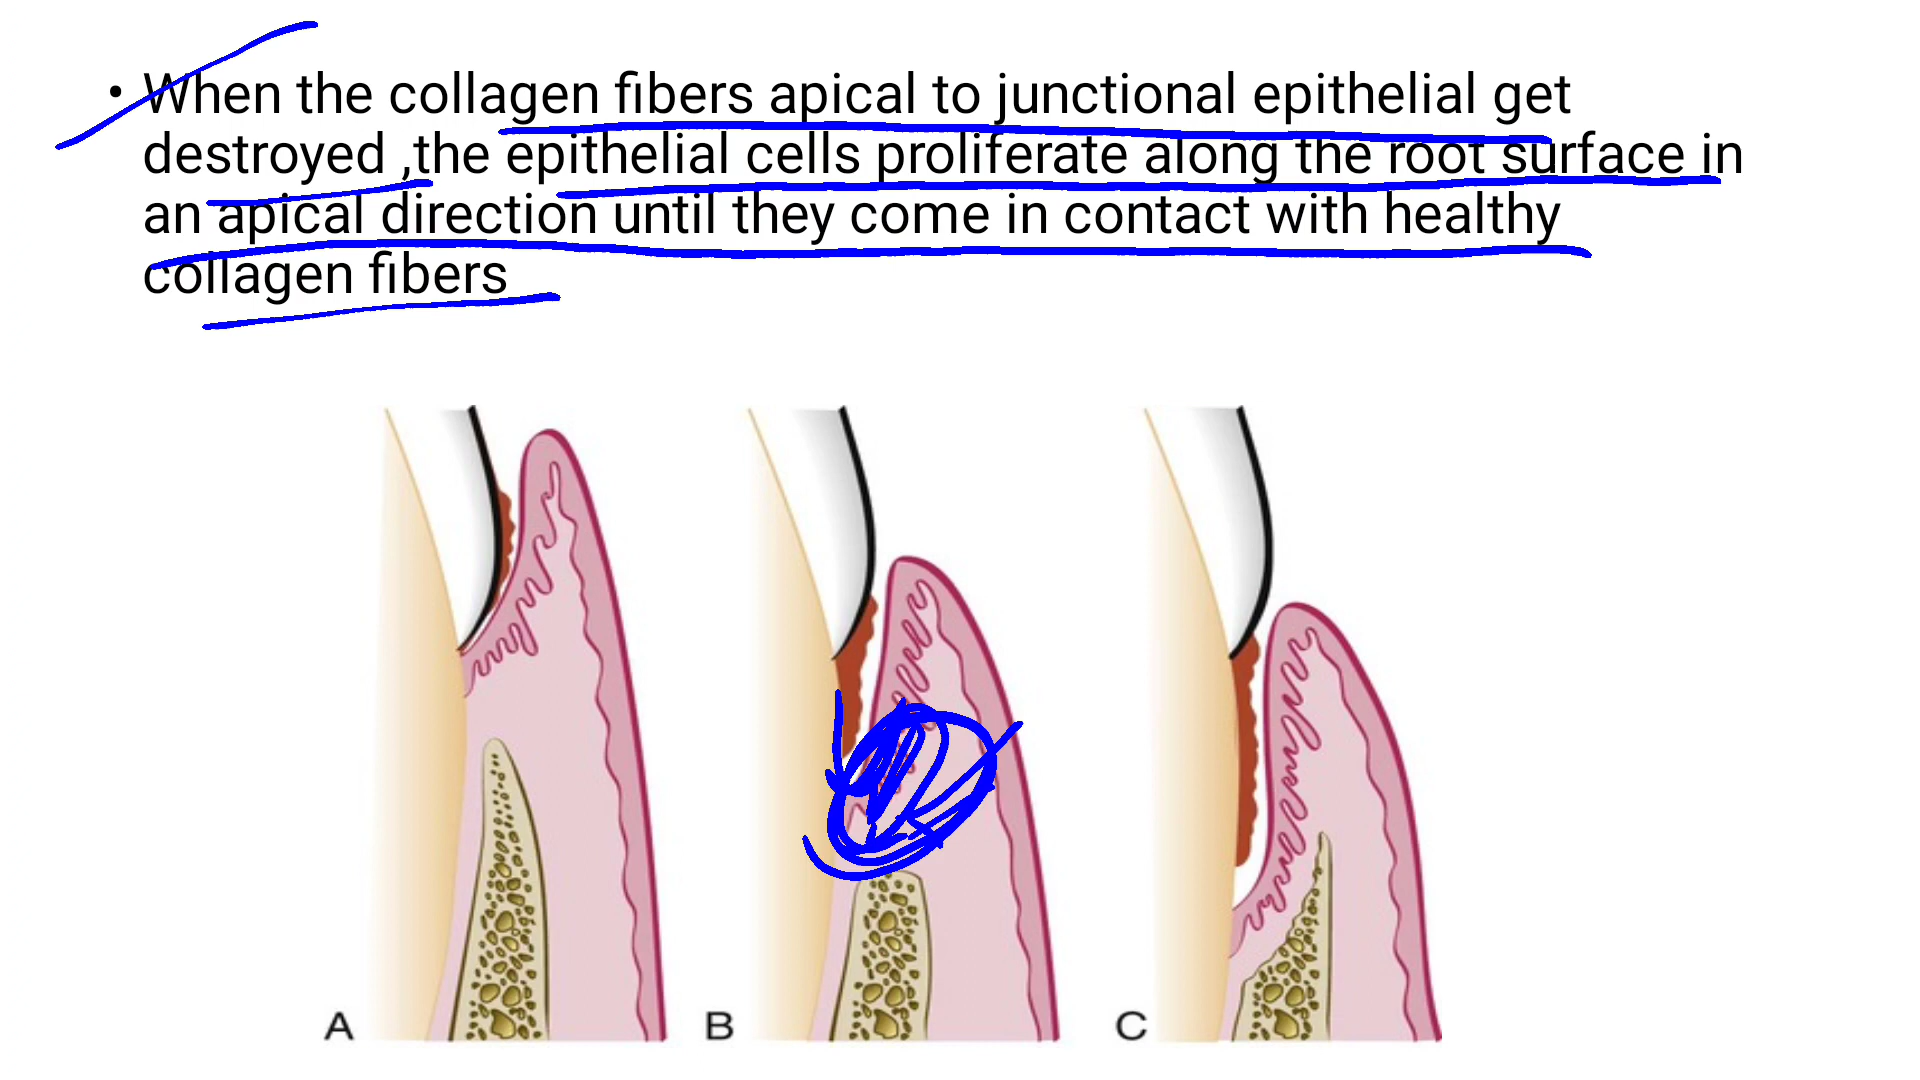 • When the collagen fibers apical to junctional epithelial get
destroyed ,the epithelial cells proliferate along the root surface in
an apical direction until they come in contact with healthy
collagen fibers
A B C